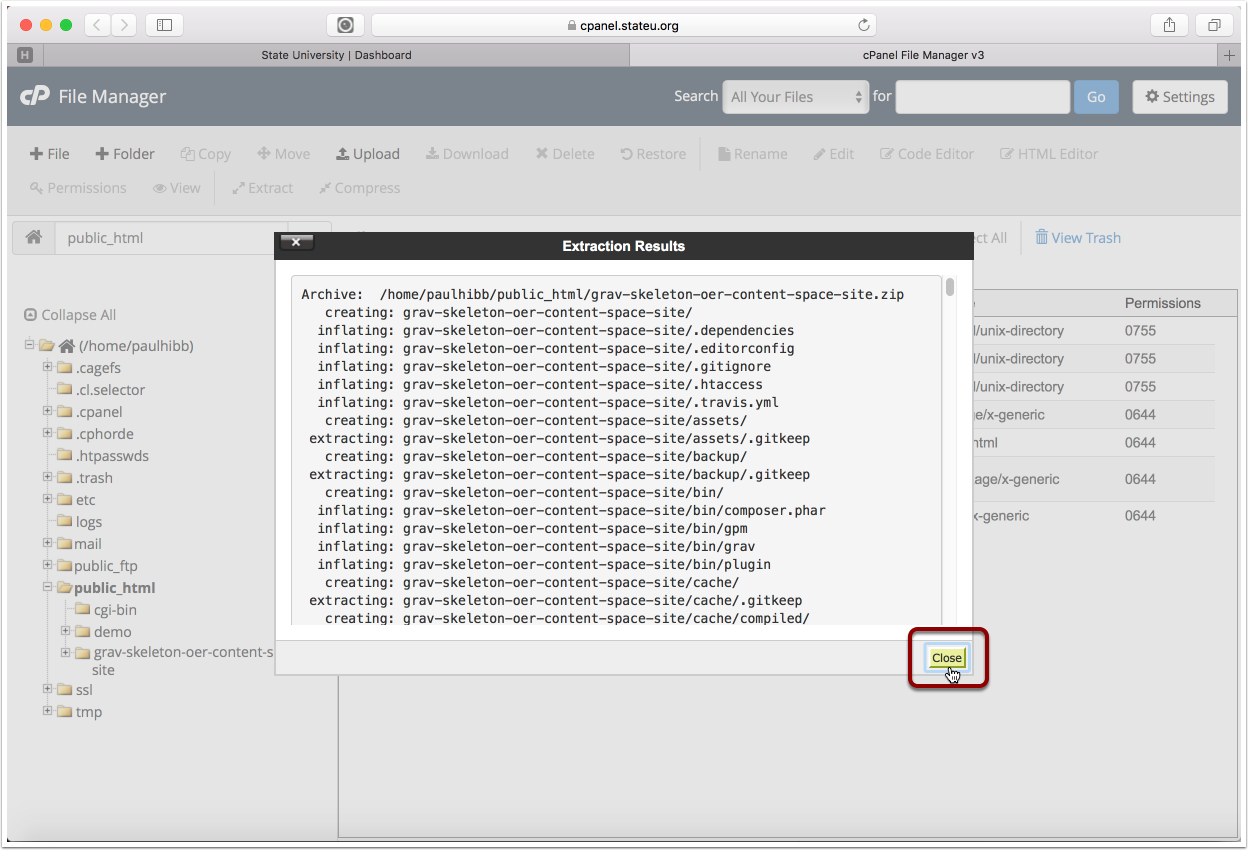 cpanel.stateu.org
H
State University | Dashboard
cPanel File Manager v3
cP File Manager
Search All Your Files for Go Settings
File Folder Copy Move Upload Download Delete Restore Rename Edit Code Editor HTML Editor
Permissions View Extract Compress
public_html
ct All View Trash
Extraction Results
Archive:  /home/paulhibb/public_html/grav-skeleton-oer-content-space-site.zip
creating: grav-skeleton-oer-content-space-site/
inflating: grav-skeleton-oer-content-space-site/.dependencies
inflating: grav-skeleton-oer-content-space-site/.editorconfig
inflating: grav-skeleton-oer-content-space-site/.gitignore
inflating: grav-skeleton-oer-content-space-site/.htaccess
inflating: grav-skeleton-oer-content-space-site/.travis.yml
creating: grav-skeleton-oer-content-space-site/assets/
extracting: grav-skeleton-oer-content-space-site/assets/.gitkeep
creating: grav-skeleton-oer-content-space-site/backup/
extracting: grav-skeleton-oer-content-space-site/backup/.gitkeep
creating: grav-skeleton-oer-content-space-site/bin/
inflating: grav-skeleton-oer-content-space-site/bin/composer.phar
inflating: grav-skeleton-oer-content-space-site/bin/gpm
inflating: grav-skeleton-oer-content-space-site/bin/grav
inflating: grav-skeleton-oer-content-space-site/bin/plugin
creating: grav-skeleton-oer-content-space-site/cache/
extracting: grav-skeleton-oer-content-space-site/cache/.gitkeep
creating: grav-skeleton-oer-content-space-site/cache/compiled/
Close
Collapse All
(/home/paulhibb)
.cagefs
.cl.selector
.cpanel
.cphorde
.htpasswds
.trash
etc
logs
mail
public_ftp
public_html
cgi-bin
demo
grav-skeleton-oer-content-s
site
ssl
tmp
Permissions
/unix-directory 0755
/unix-directory 0755
/unix-directory 0755
e/x-generic 0644
html 0644
age/x-generic 0644
x-generic 0644